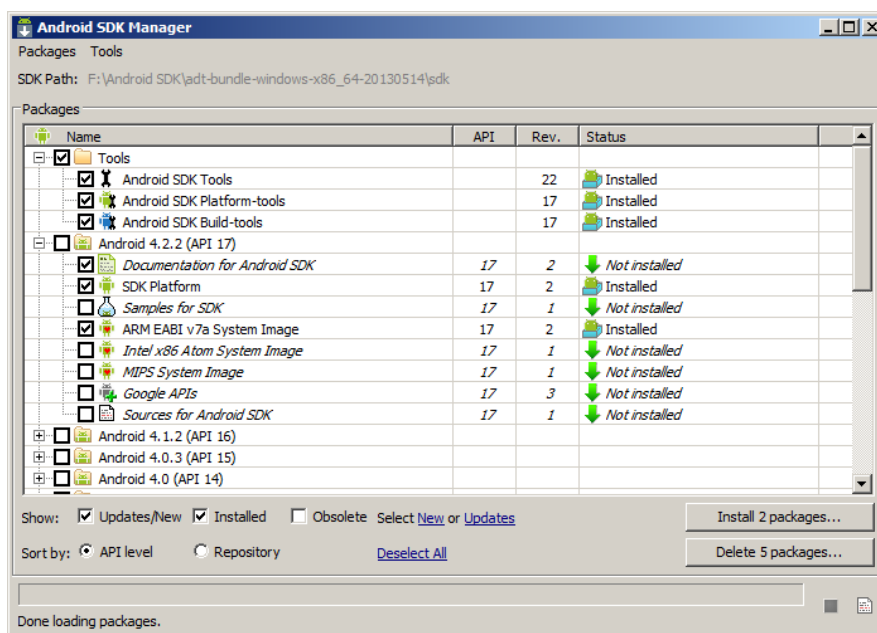 Android SDK Manager
Packages Tools
SDK Path: F:\Android SDK\adt-bundle-windows-x86_64-20130514\sdk
Packages
Name API Rev. Status
Tools
Android SDK Tools 22 Installed
Android SDK Platform-tools 17 Installed
Android SDK Build-tools 17 Installed
Android 4.2.2 (API 17)
Documentation for Android SDK 17 2 Not installed
SDK Platform 17 2 Installed
Samples for SDK 17 1 Not installed
ARM EABI v7a System Image 17 2 Installed
Intel x86 Atom System Image 17 1 Not installed
MIPS System Image 17 1 Not installed
Google APIs 17 3 Not installed
Sources for Android SDK 17 1 Not installed
Android 4.1.2 (API 16)
Android 4.0.3 (API 15)
Android 4.0 (API 14)
Show: Updates/New Installed Obsolete Select New or Updates Install 2 packages...
Sort by: API level Repository Deselect All Delete 5 packages...
Done loading packages.